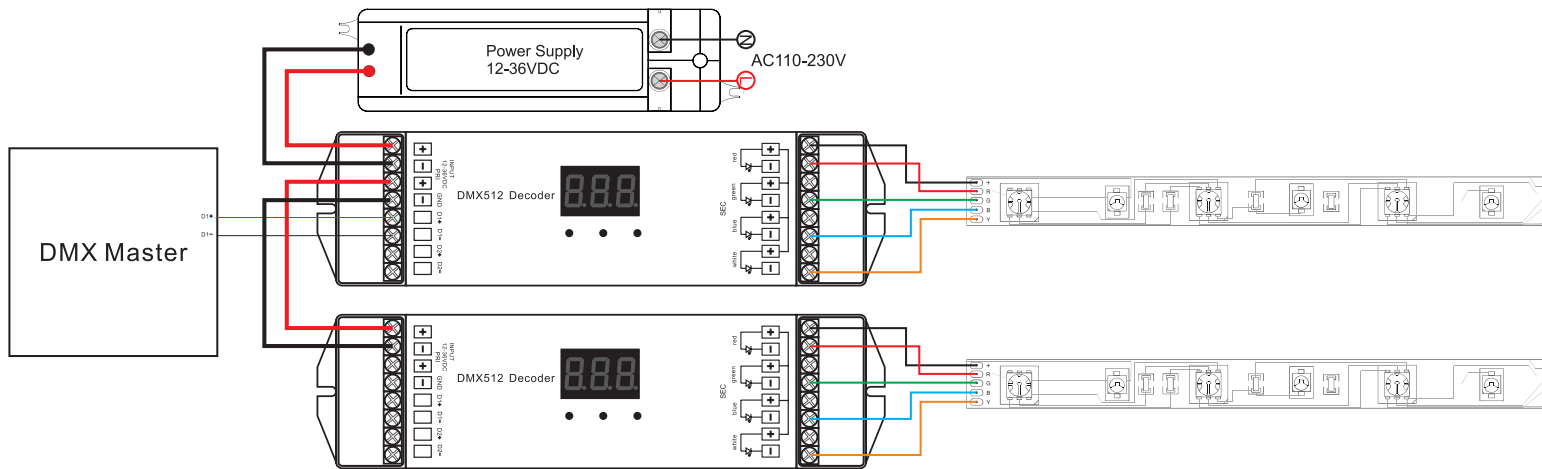 Power Supply
12-36VDC
N
AC110-230V
L
DMX Master
D1+
D1-
+
-
+
-
INPUT
12-36VDC
PRI
GND
D1+
D1-
D2+
D2-
DMX512 Decoder
888
SEC
red
green
blue
white
+
-
+
-
+
-
+
-
+
R
G
B
Y
+
-
+
-
INPUT
12-36VDC
PRI
GND
D1+
D1-
D2+
D2-
DMX512 Decoder
888
SEC
red
green
blue
white
+
-
+
-
+
-
+
-
+
R
G
B
Y